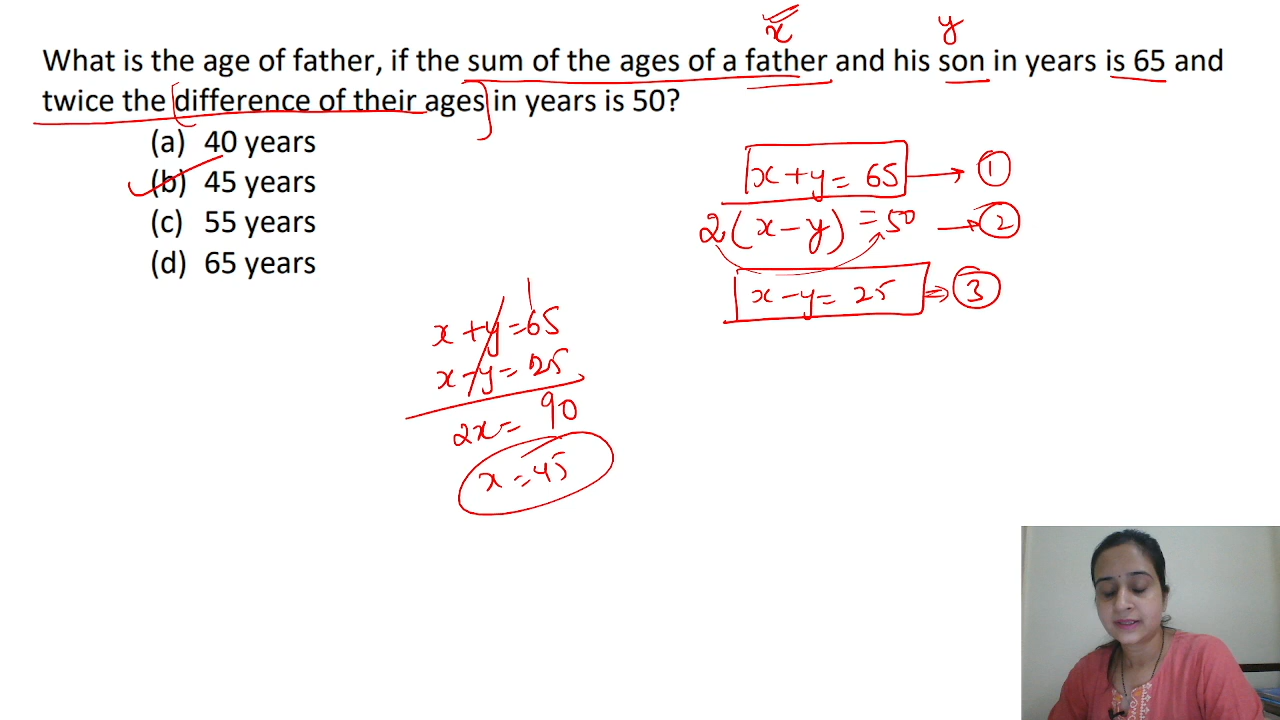 x y
What is the age of father, if the sum of the ages of a father and his son in years is 65 and
twice the difference of their ages in years is 50?
(a) 40 years
(b) 45 years
(c) 55 years
(d) 65 years
x + y = 65 → ①
2(x - y) = 50 → ②
x - y = 25 → ③
x + y = 65
x - y = 25
2x = 90
x = 45